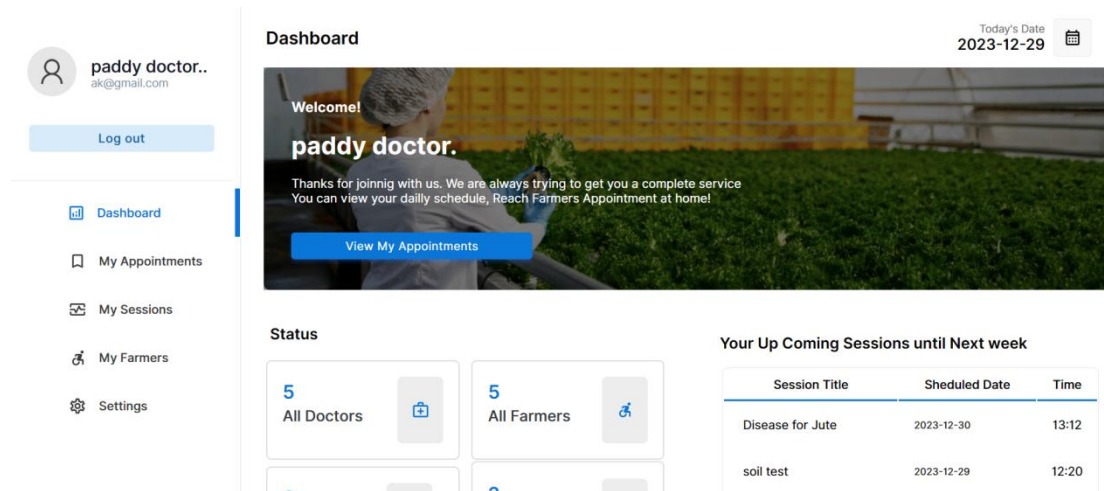 paddy doctor..
ak@gmail.com
Log out
Dashboard
My Appointments
My Sessions
My Farmers
Settings
Dashboard
Today's Date
2023-12-29
Welcome!
paddy doctor.
Thanks for joinnig with us. We are always trying to get you a complete service
You can view your dailly schedule, Reach Farmers Appointment at home!
View My Appointments
Status
5
All Doctors
5
All Farmers
Your Up Coming Sessions until Next week
Session Title Sheduled Date Time
Disease for Jute 2023-12-30 13:12
soil test 2023-12-29 12:20